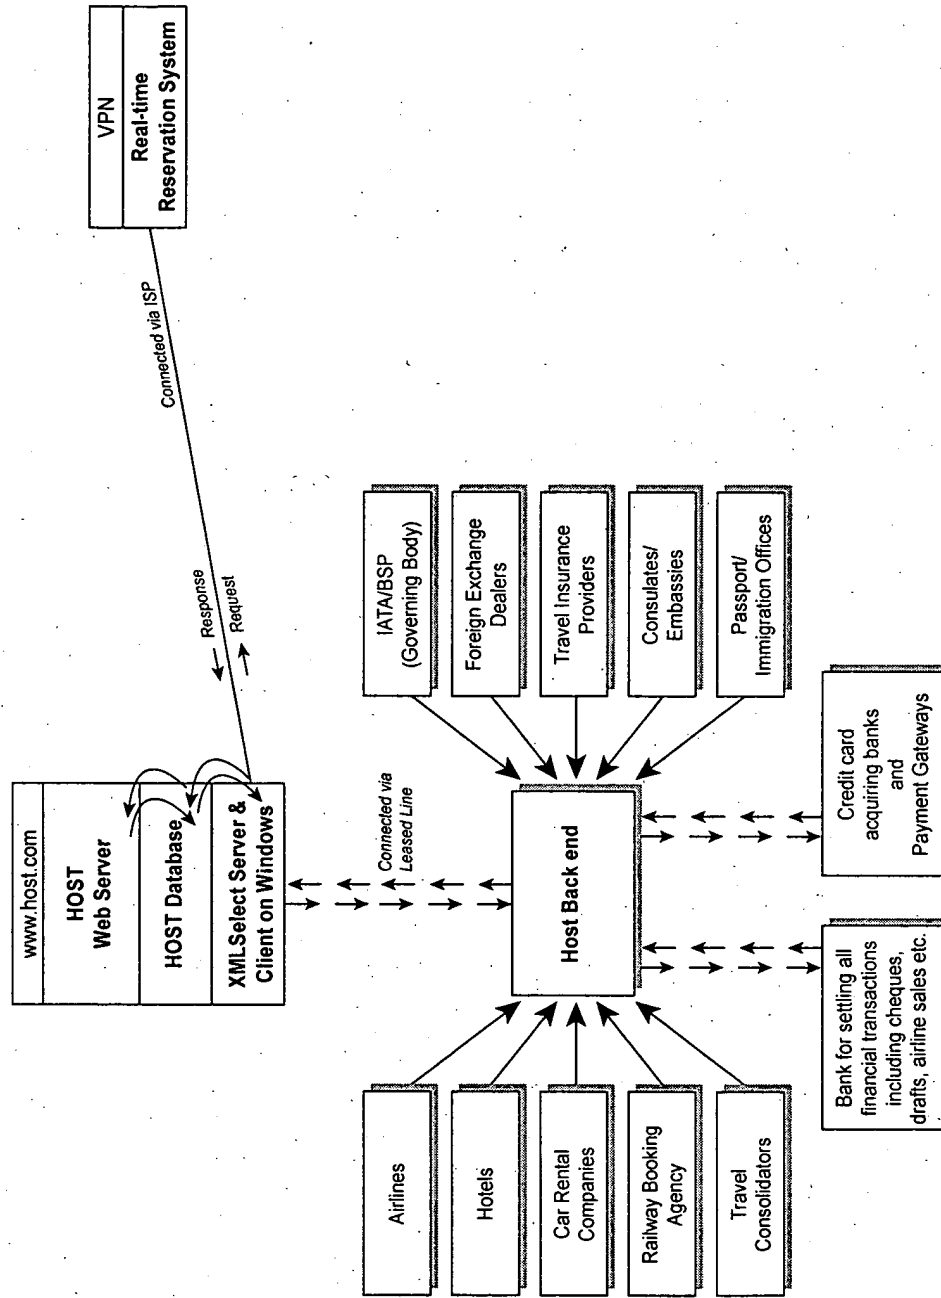 www.host.com
HOST
Web Server
HOST Database
XMLSelect Server &
Client on Windows
Response
Request
Connected via ISP
VPN
Real-time
Reservation System
Connected via
Leased Line
Airlines
Hotels
Car Rental
Companies
Railway Booking
Agency
Travel
Consolidators
Host Back end
IATA/BSP
(Governing Body)
Foreign Exchange
Dealers
Travel Insurance
Providers
Consulates/
Embassies
Passport/
Immigration Offices
Bank for settling all
financial transactions
including cheques,
drafts, airline sales etc.
Credit card
acquiring banks
and
Payment Gateways